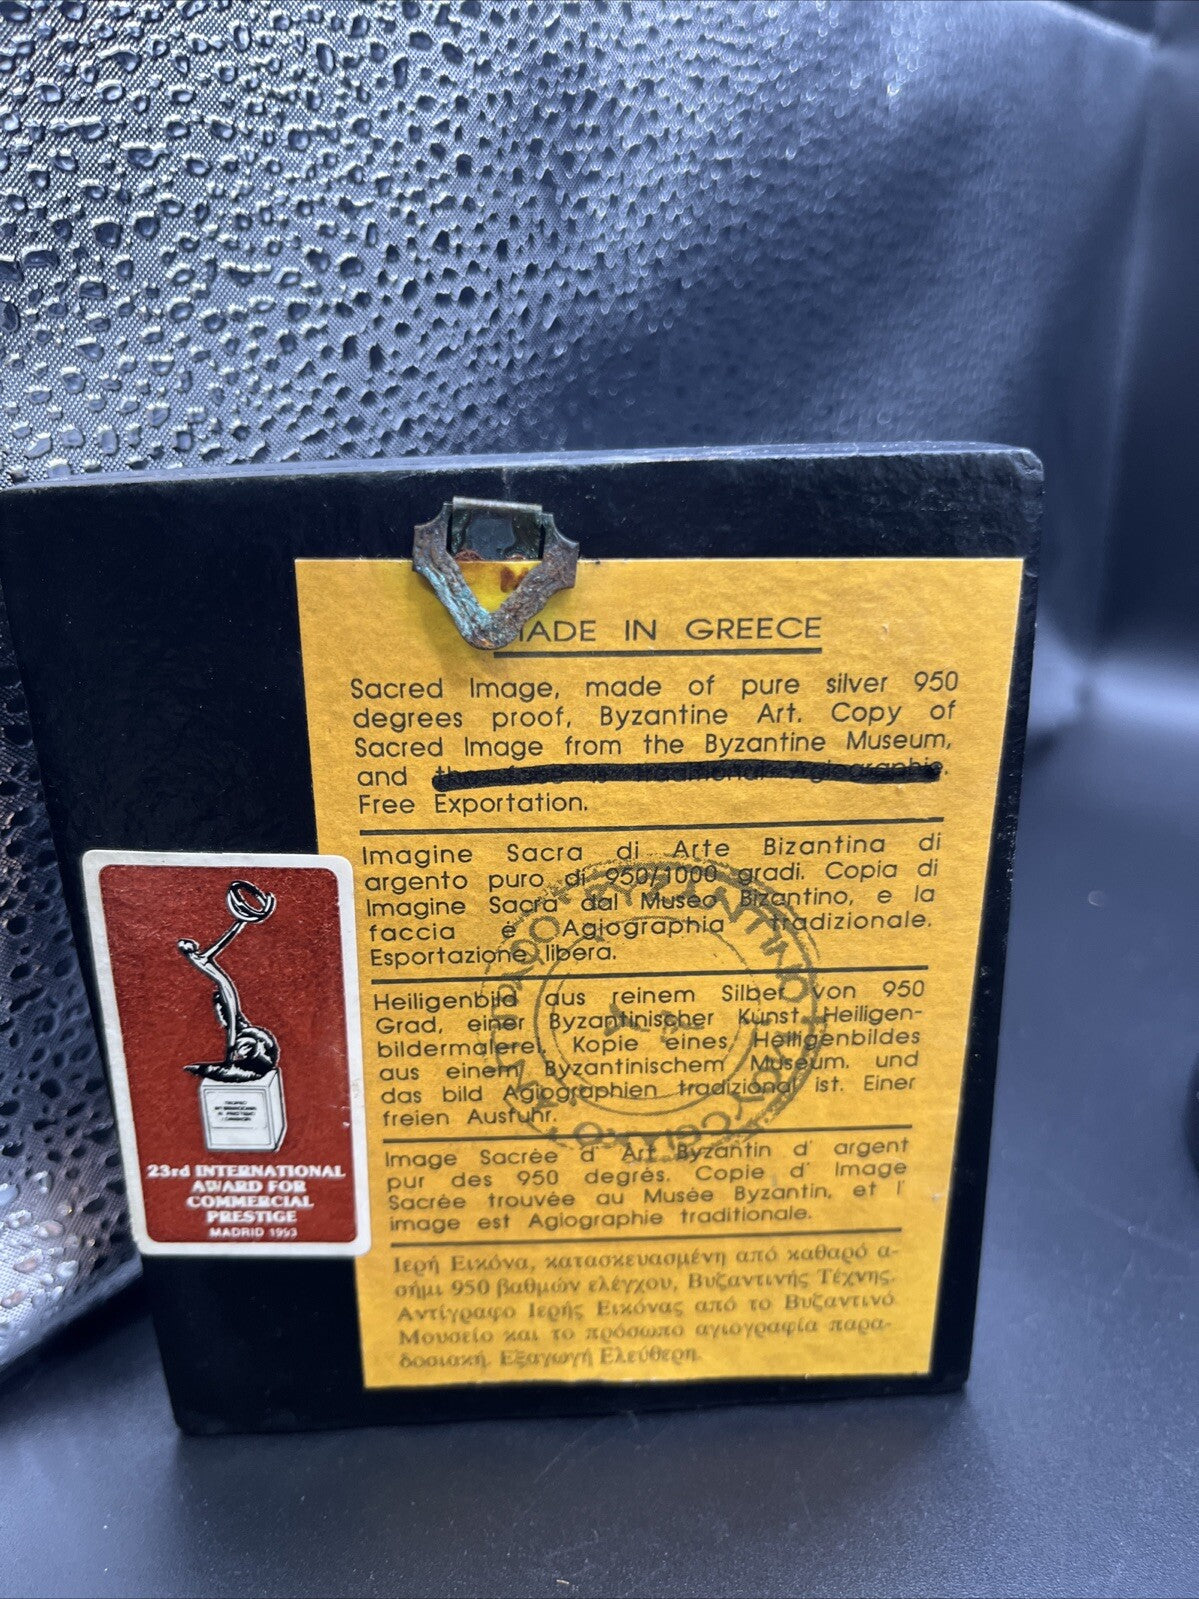 MADE IN GREECE
Sacred Image, made of pure silver 950
degrees proof, Byzantine Art. Copy of
Sacred Image from the Byzantine Museum,
and the face is traditional Agiographie.
Free Exportation.
Imagine Sacra di Arte Bizantina di
argento puro di 950/1000 gradi. Copia di
Imagine Sacra dal Museo Bizantino, e la
faccia é Agiographia tradizionale.
Esportazione libera.
Heiligenbild aus reinem Silber von 950
Grad, einer Byzantinischer Kunst Heiligen-
bildermalerei. Kopie eines Heiligenbildes
aus einem Byzantinischem Museum. und
das bild Agiographien tradizional ist. Einer
freien Ausfuhr.
Image Sacrée d' Art Byzantin d' argent
pur des 950 degrés. Copie d' Image
Sacrée trouvée au Musée Byzantin, et l'
image est Agiographie traditionale.
Ιερή Εικόνα, κατασκευασμένη από καθαρό α-
σήμι 950 βαθμών ελέγχου, Βυζαντινής Τέχνης.
Αντίγραφο Ιερής Εικόνας από το Βυζαντινό
Μουσείο και το πρόσωπο αγιογραφία παρα-
δοσιακή. Εξαγωγή Ελεύθερη.
23rd INTERNATIONAL
AWARD FOR
COMMERCIAL
PRESTIGE
MADRID 1993